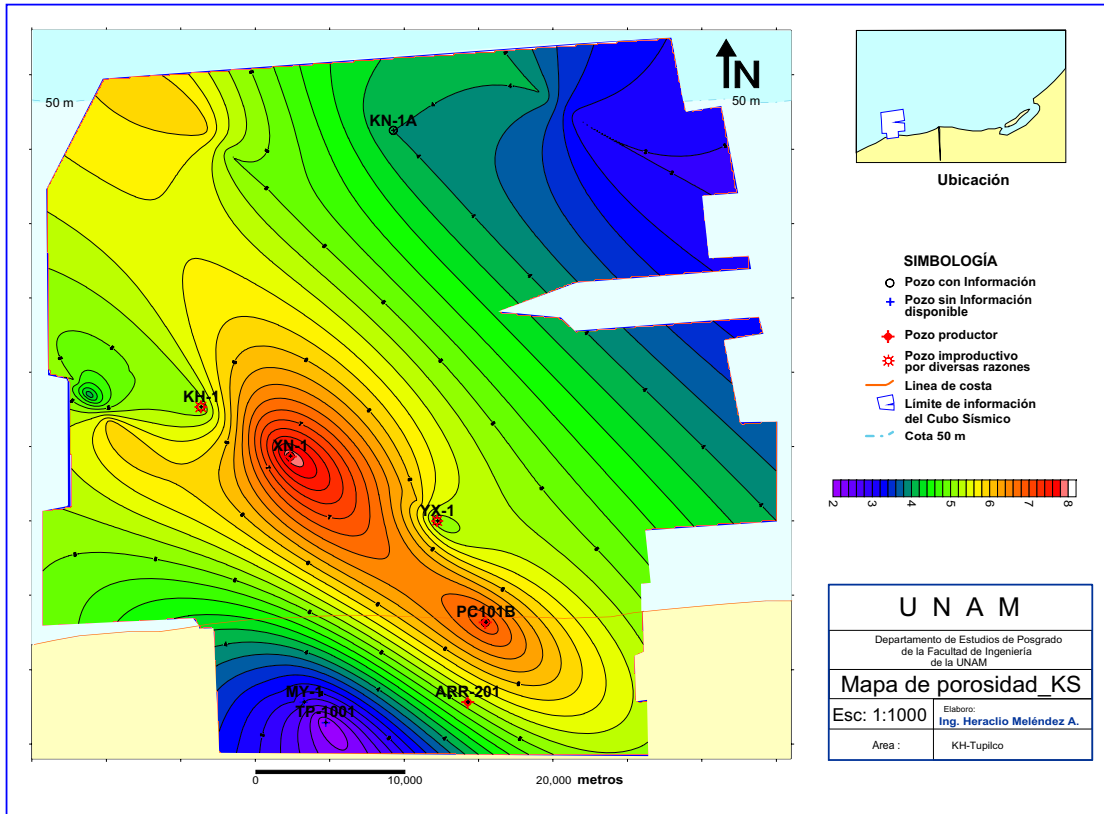 N
50 m
50 m
KN-1A
KH-1
XN-1
YX-1
PC101B
ARR-201
MY-1
TP-1001
0
10,000
20,000 metros
Ubicación
SIMBOLOGÍA
Pozo con Información
Pozo sin Información
disponible
Pozo productor
Pozo improductivo
por diversas razones
Linea de costa
Límite de información
del Cubo Sísmico
Cota 50 m
2 3 4 5 6 7 8
U N A M
Departamento de Estudios de Posgrado
de la Facultad de Ingeniería
de la UNAM
Mapa de porosidad_KS
Esc: 1:1000
Elaboro:
Ing. Heraclio Meléndez A.
Area :
KH-Tupilco